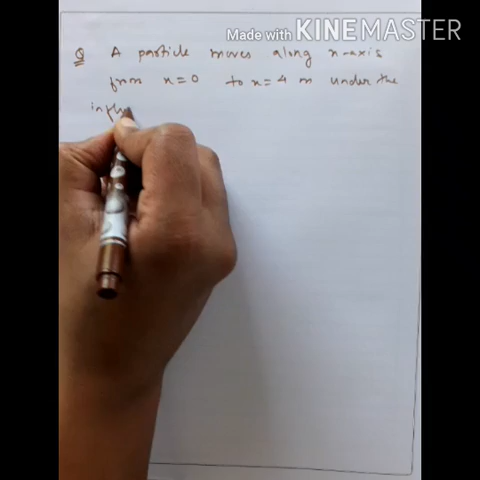 Made with KINEMASTER
Q A particle moves along x-axis
from x=0 to x=4 m under the